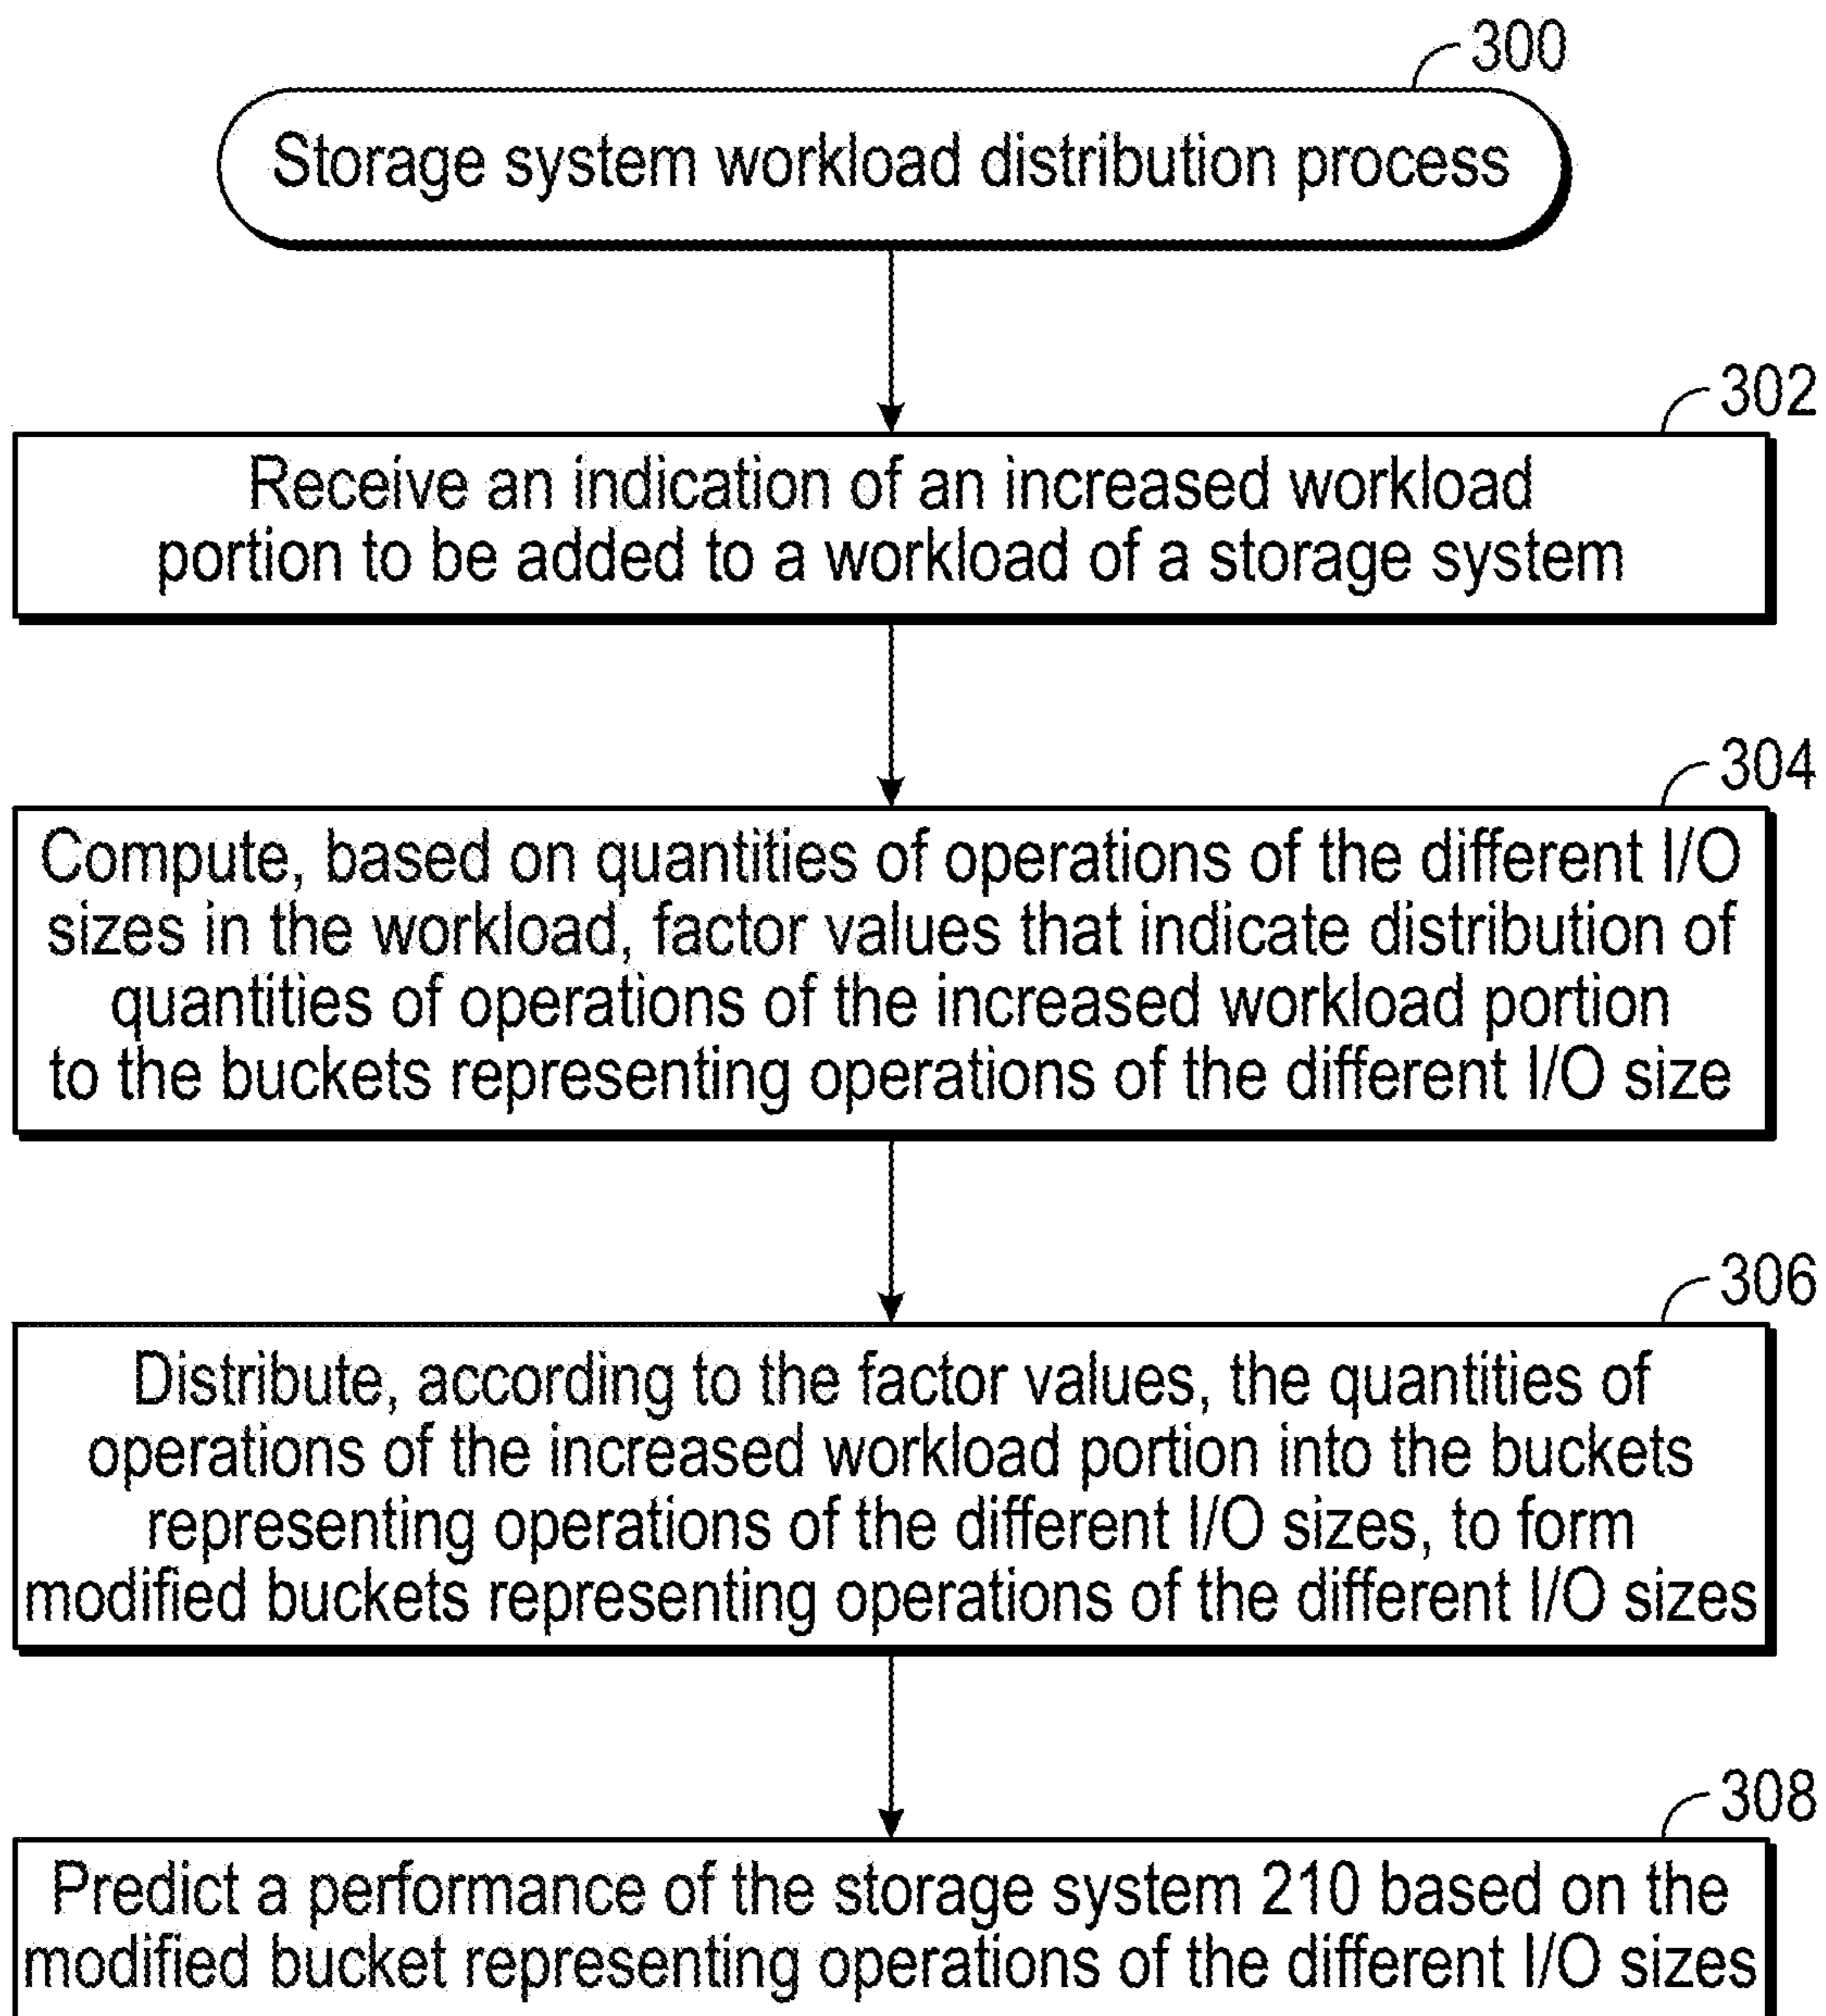 300
Storage system workload distribution process
302
Receive an indication of an increased workload
portion to be added to a workload of a storage system
304
Compute, based on quantities of operations of the different I/O
sizes in the workload, factor values that indicate distribution of
quantities of operations of the increased workload portion
to the buckets representing operations of the different I/O size
306
Distribute, according to the factor values, the quantities of
operations of the increased workload portion into the buckets
representing operations of the different I/O sizes, to form
modified buckets representing operations of the different I/O sizes
308
Predict a performance of the storage system 210 based on the
modified bucket representing operations of the different I/O sizes